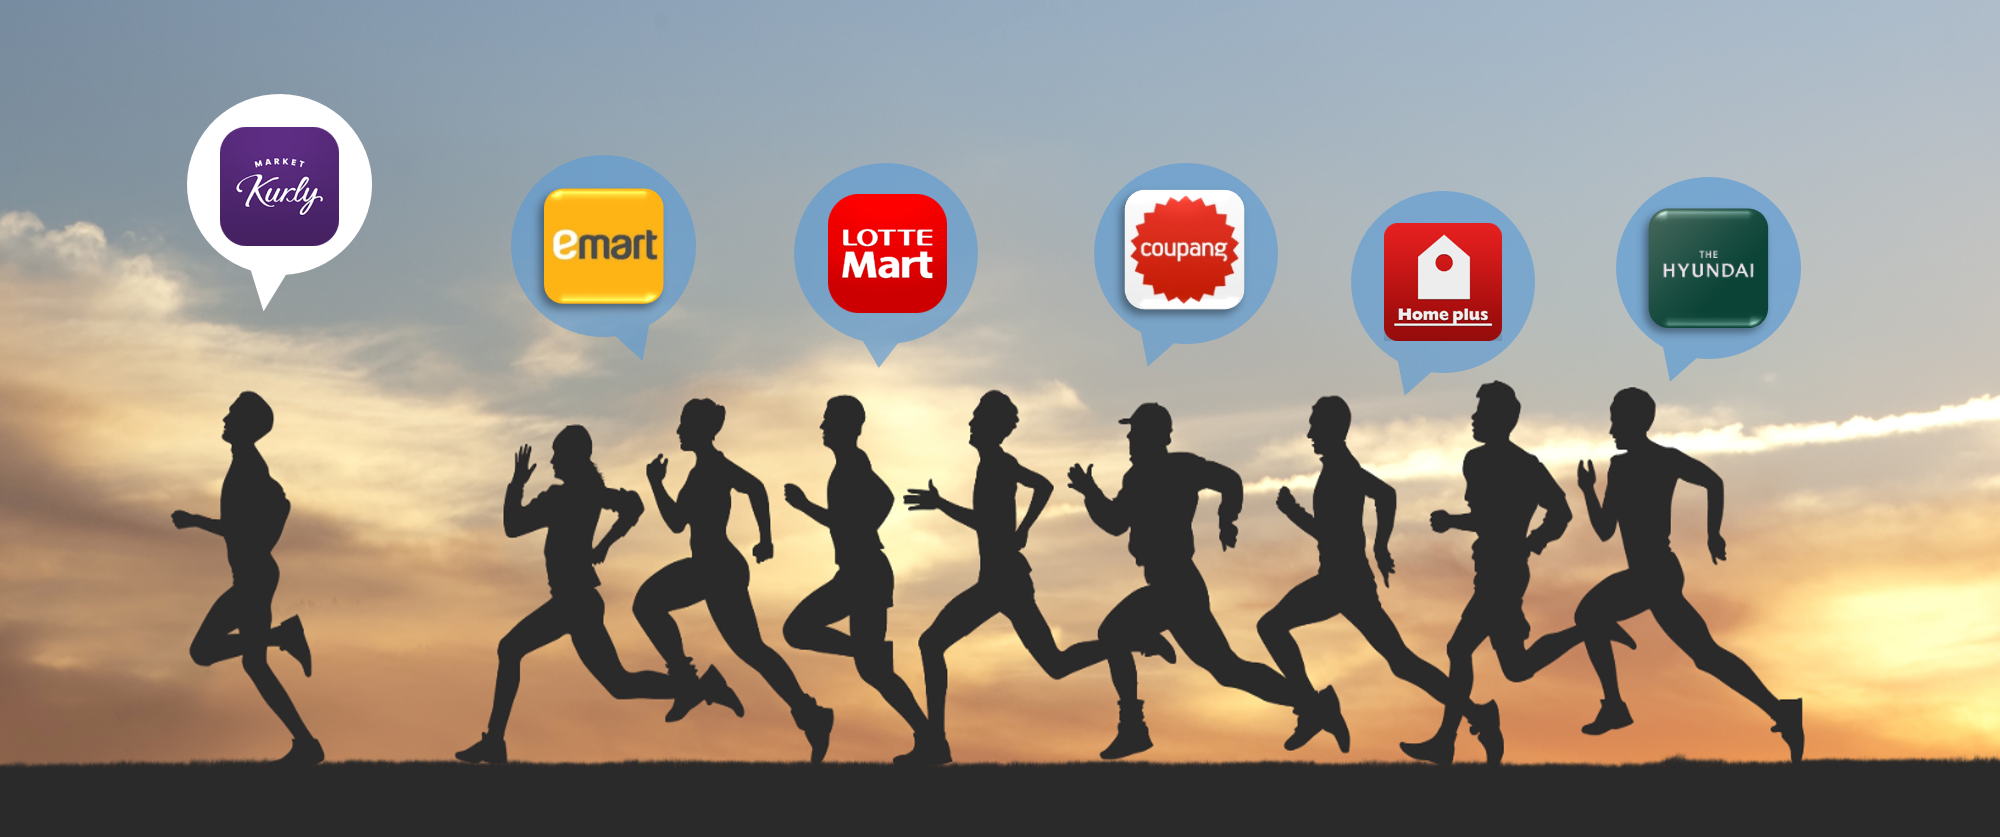 MARKET
Kurly
emart
LOTTE
Mart
coupang
Home plus
THE
HYUNDAI